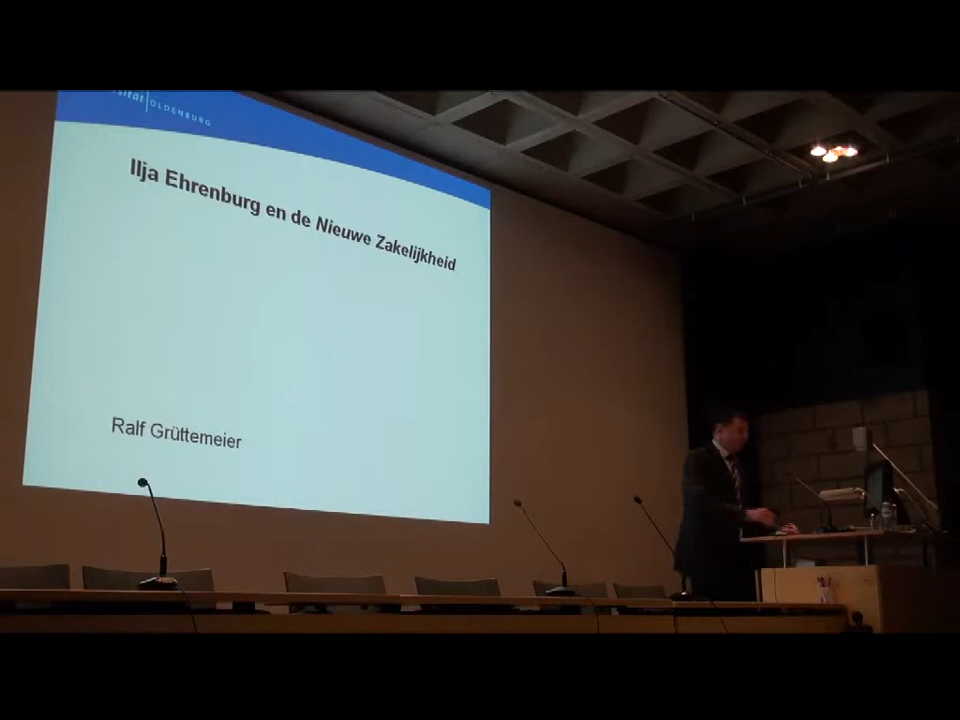 OLDENBURG
Ilja Ehrenburg en de Nieuwe Zakelijkheid
Ralf Grüttemeier